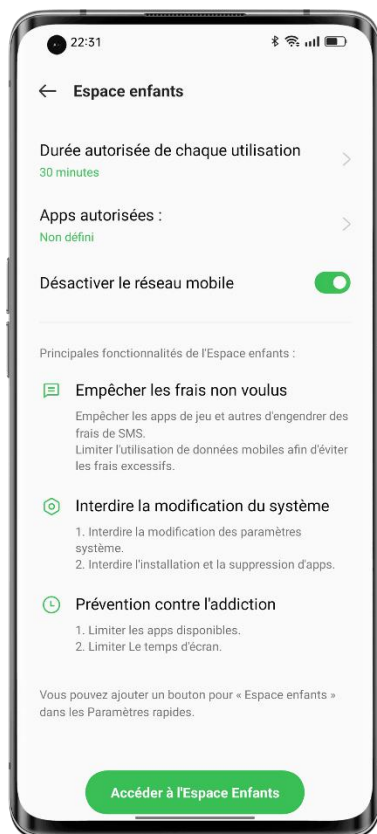 22:31
Espace enfants
Durée autorisée de chaque utilisation
30 minutes
Apps autorisées :
Non défini
Désactiver le réseau mobile
Principales fonctionnalités de l'Espace enfants :
Empêcher les frais non voulus
Empêcher les apps de jeu et autres d'engendrer des
frais de SMS.
Limiter l'utilisation de données mobiles afin d'éviter
les frais excessifs.
Interdire la modification du système
1. Interdire la modification des paramètres
système.
2. Interdire l'installation et la suppression d'apps.
Prévention contre l'addiction
1. Limiter les apps disponibles.
2. Limiter Le temps d'écran.
Vous pouvez ajouter un bouton pour « Espace enfants »
dans les Paramètres rapides.
Accéder à l'Espace Enfants